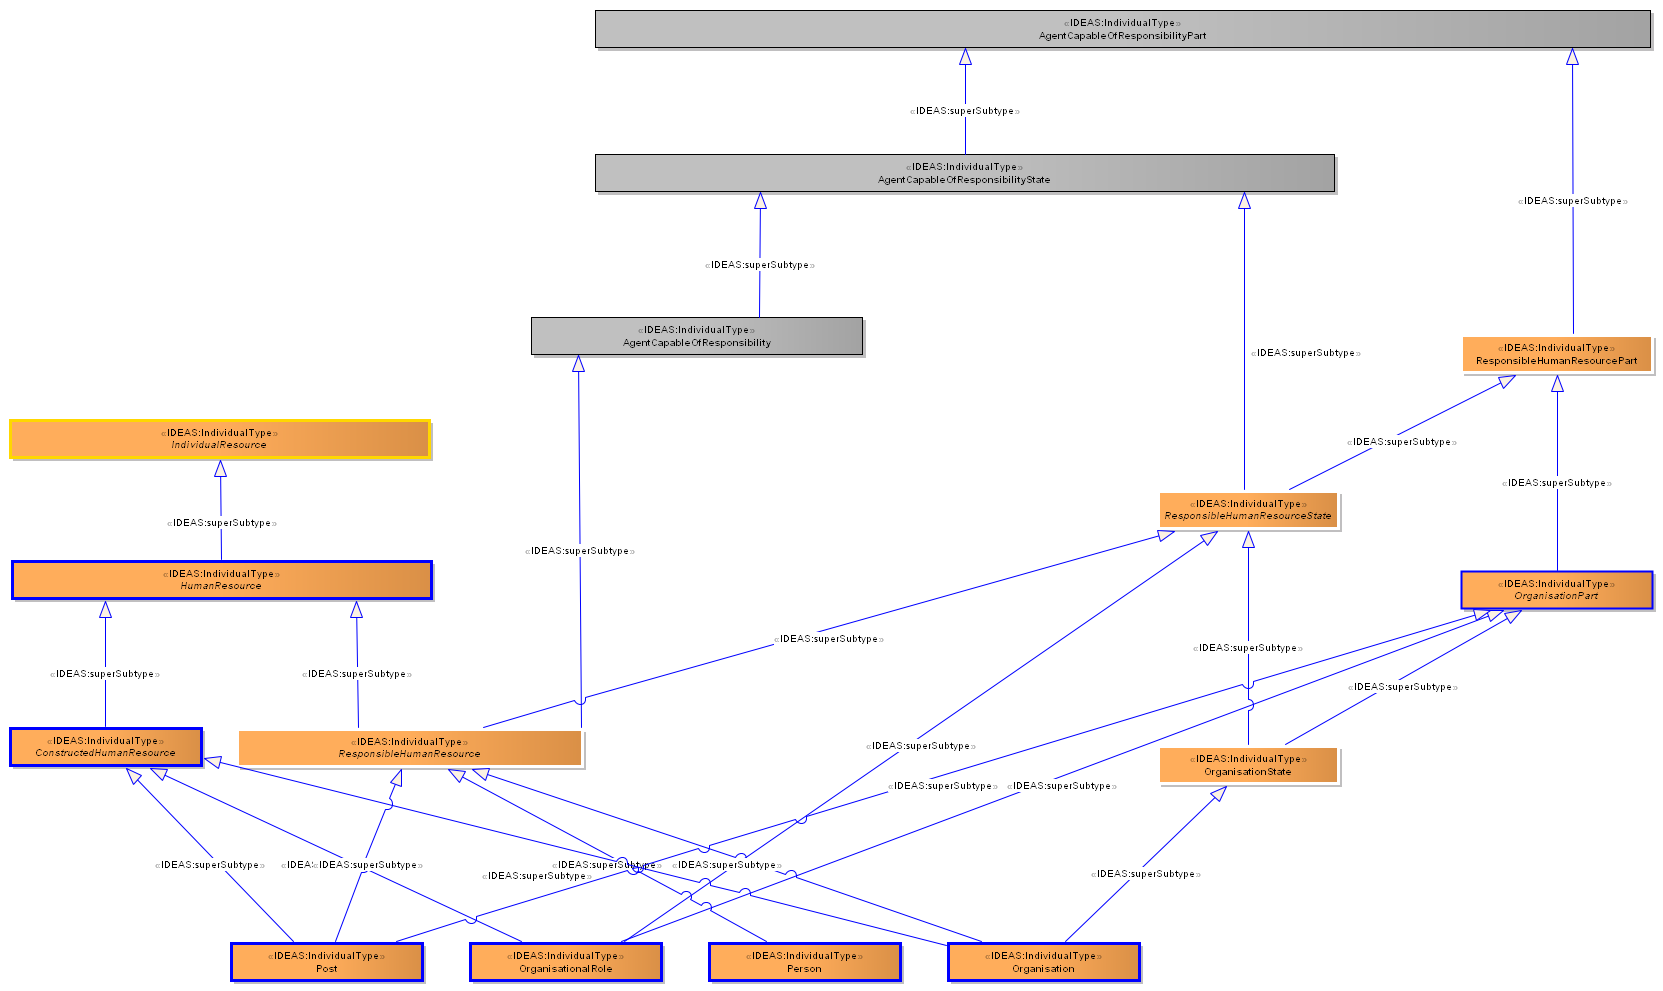 «IDEAS:IndividualType»
AgentCapableOfResponsibilityPart
«IDEAS:superSubtype»
«IDEAS:IndividualType»
AgentCapableOfResponsibilityState
«IDEAS:superSubtype»
«IDEAS:superSubtype»
«IDEAS:IndividualType»
AgentCapableOfResponsibility
«IDEAS:superSubtype»
«IDEAS:IndividualType»
ResponsibleHumanResourcePart
«IDEAS:IndividualType»
IndividualResource
«IDEAS:superSubtype»
«IDEAS:superSubtype»
«IDEAS:IndividualType»
ResponsibleHumanResourceState
«IDEAS:superSubtype»
«IDEAS:superSubtype»
«IDEAS:IndividualType»
HumanResource
«IDEAS:IndividualType»
OrganisationPart
«IDEAS:superSubtype»
«IDEAS:superSubtype»
«IDEAS:superSubtype»
«IDEAS:superSubtype»
«IDEAS:superSubtype»
«IDEAS:IndividualType»
ConstructedHumanResource
«IDEAS:IndividualType»
ResponsibleHumanResource
«IDEAS:superSubtype»
«IDEAS:IndividualType»
OrganisationState
«IDEAS:superSubtype»
«IDEAS:superSubtype»
«IDEAS:superSubtype»
«IDEAS:«IDEAS:superSubtype»
«IDEAS:superSubtype»
«IDEAS:superSubtype»
«IDEAS:superSubtype»
«IDEAS:superSubtype»
«IDEAS:IndividualType»
Post
«IDEAS:IndividualType»
OrganisationalRole
«IDEAS:IndividualType»
Person
«IDEAS:IndividualType»
Organisation